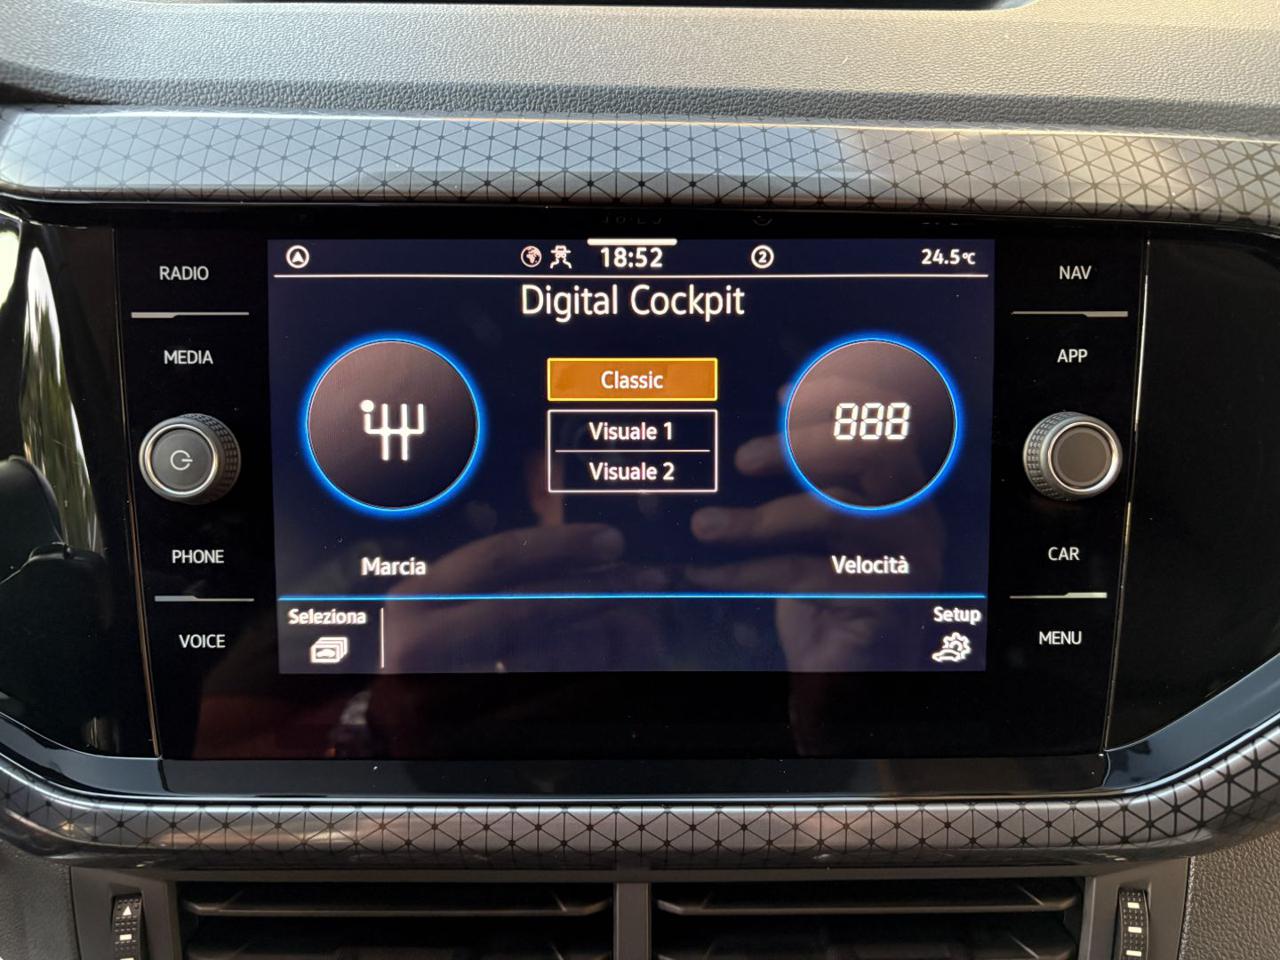 RADIO
MEDIA
PHONE
VOICE
18:52
2
24.5°C
Digital Cockpit
Classic
Visuale 1
Visuale 2
888
Marcia
Velocità
Seleziona
Setup
NAV
APP
CAR
MENU